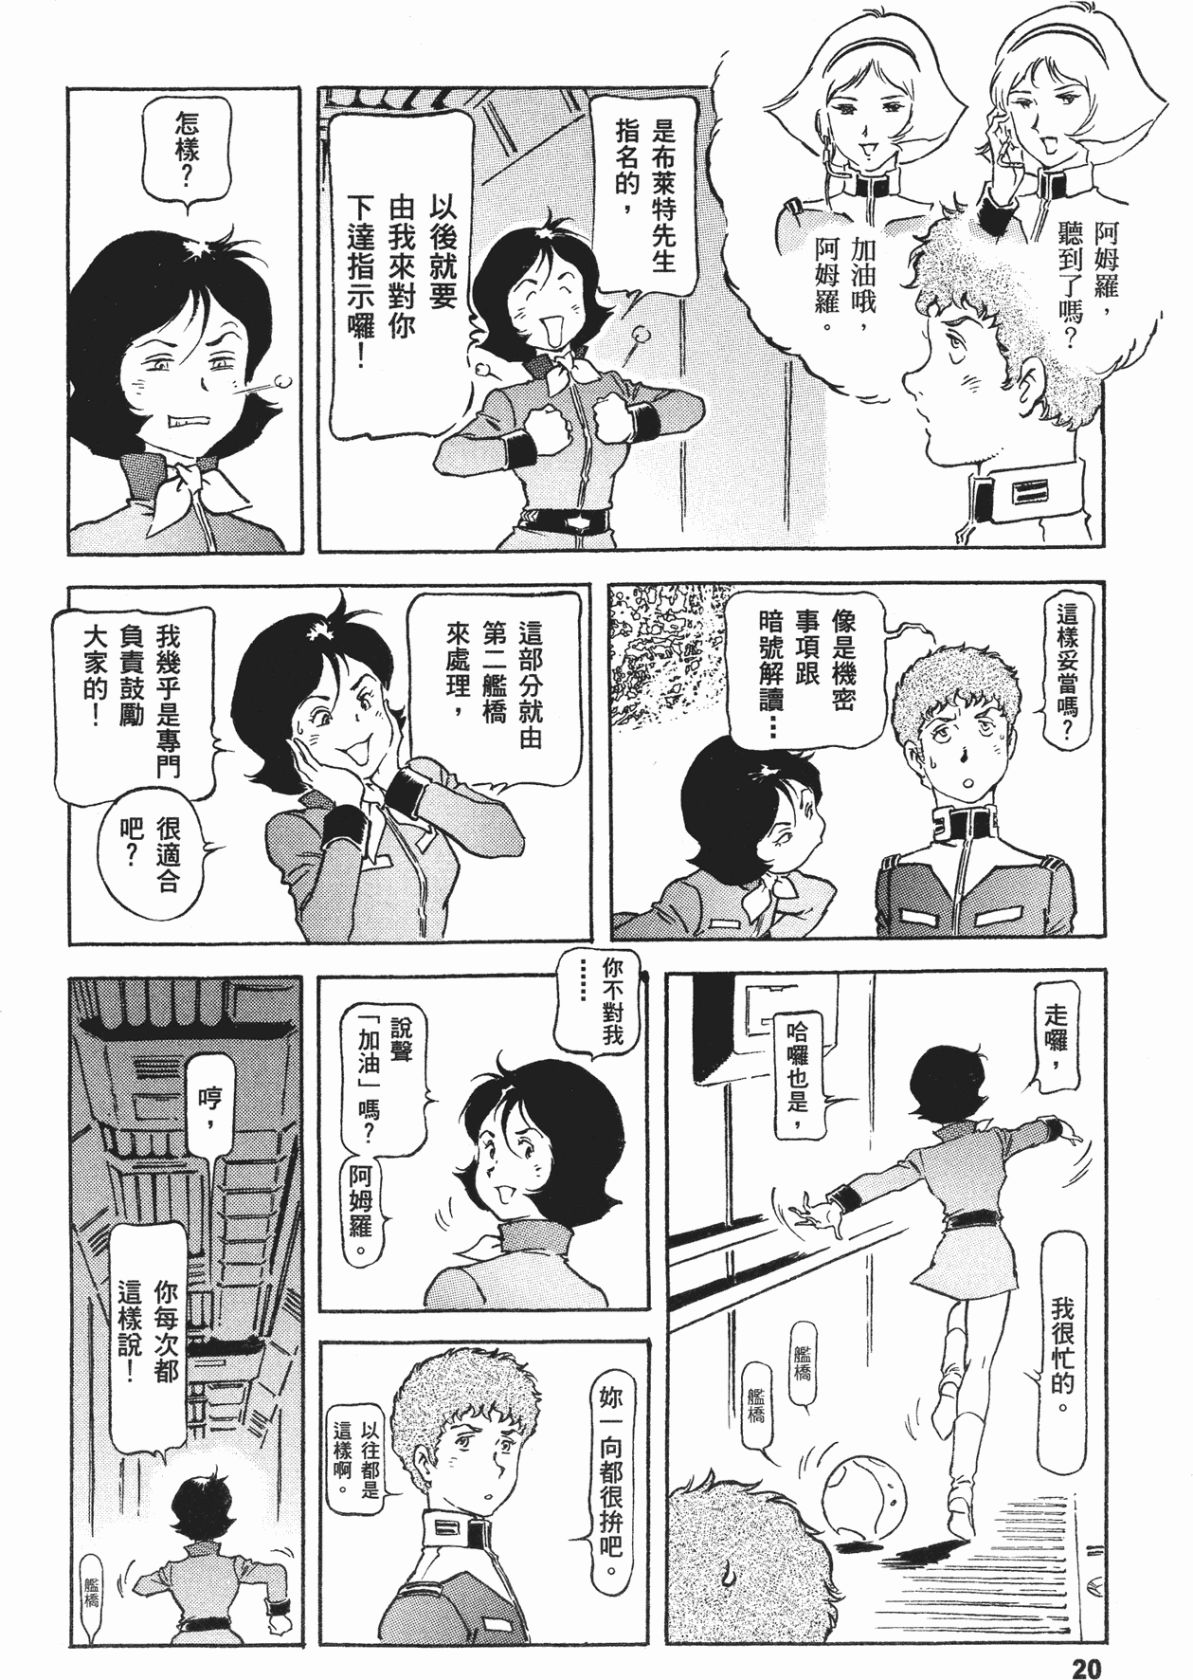 阿姆羅，
聽到了嗎？
加油哦，
阿姆羅。
是布萊特先生
指名的，
以後就要
由我來對你
下達指示囉！
怎樣？
這樣妥當嗎？
像是機密
事項跟
暗號解讀…
這部分就由
第二艦橋
來處理，
我幾乎是專門
負責鼓勵
大家的！
很適合
吧？
走囉，
哈囉也是，
我很忙的。
艦橋
艦橋
你不對我
……
說聲
「加油」嗎？
阿姆羅。
妳一向都很拚吧。
以往都是
這樣啊。
哼，
你每次都
這樣說！
艦橋
20